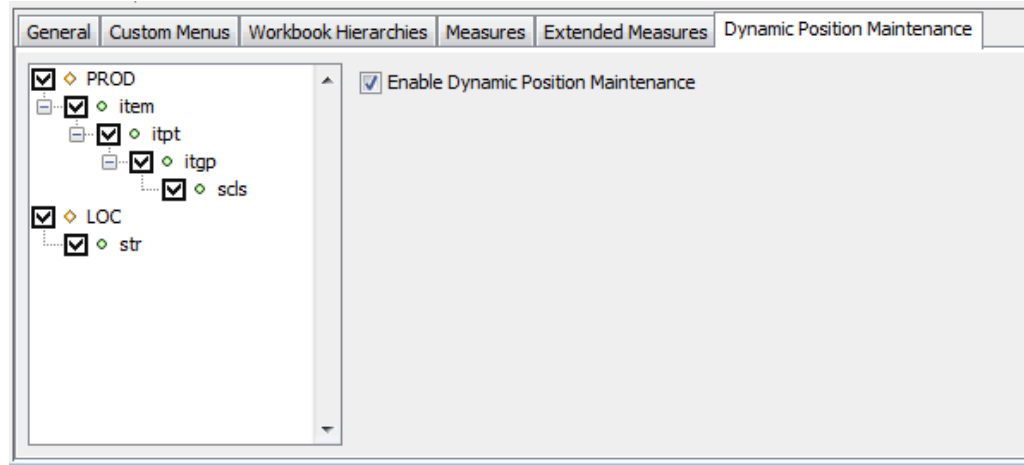 General Custom Menus Workbook Hierarchies Measures Extended Measures Dynamic Position Maintenance
PROD
Enable Dynamic Position Maintenance
item
itpt
itgp
scls
LOC
str